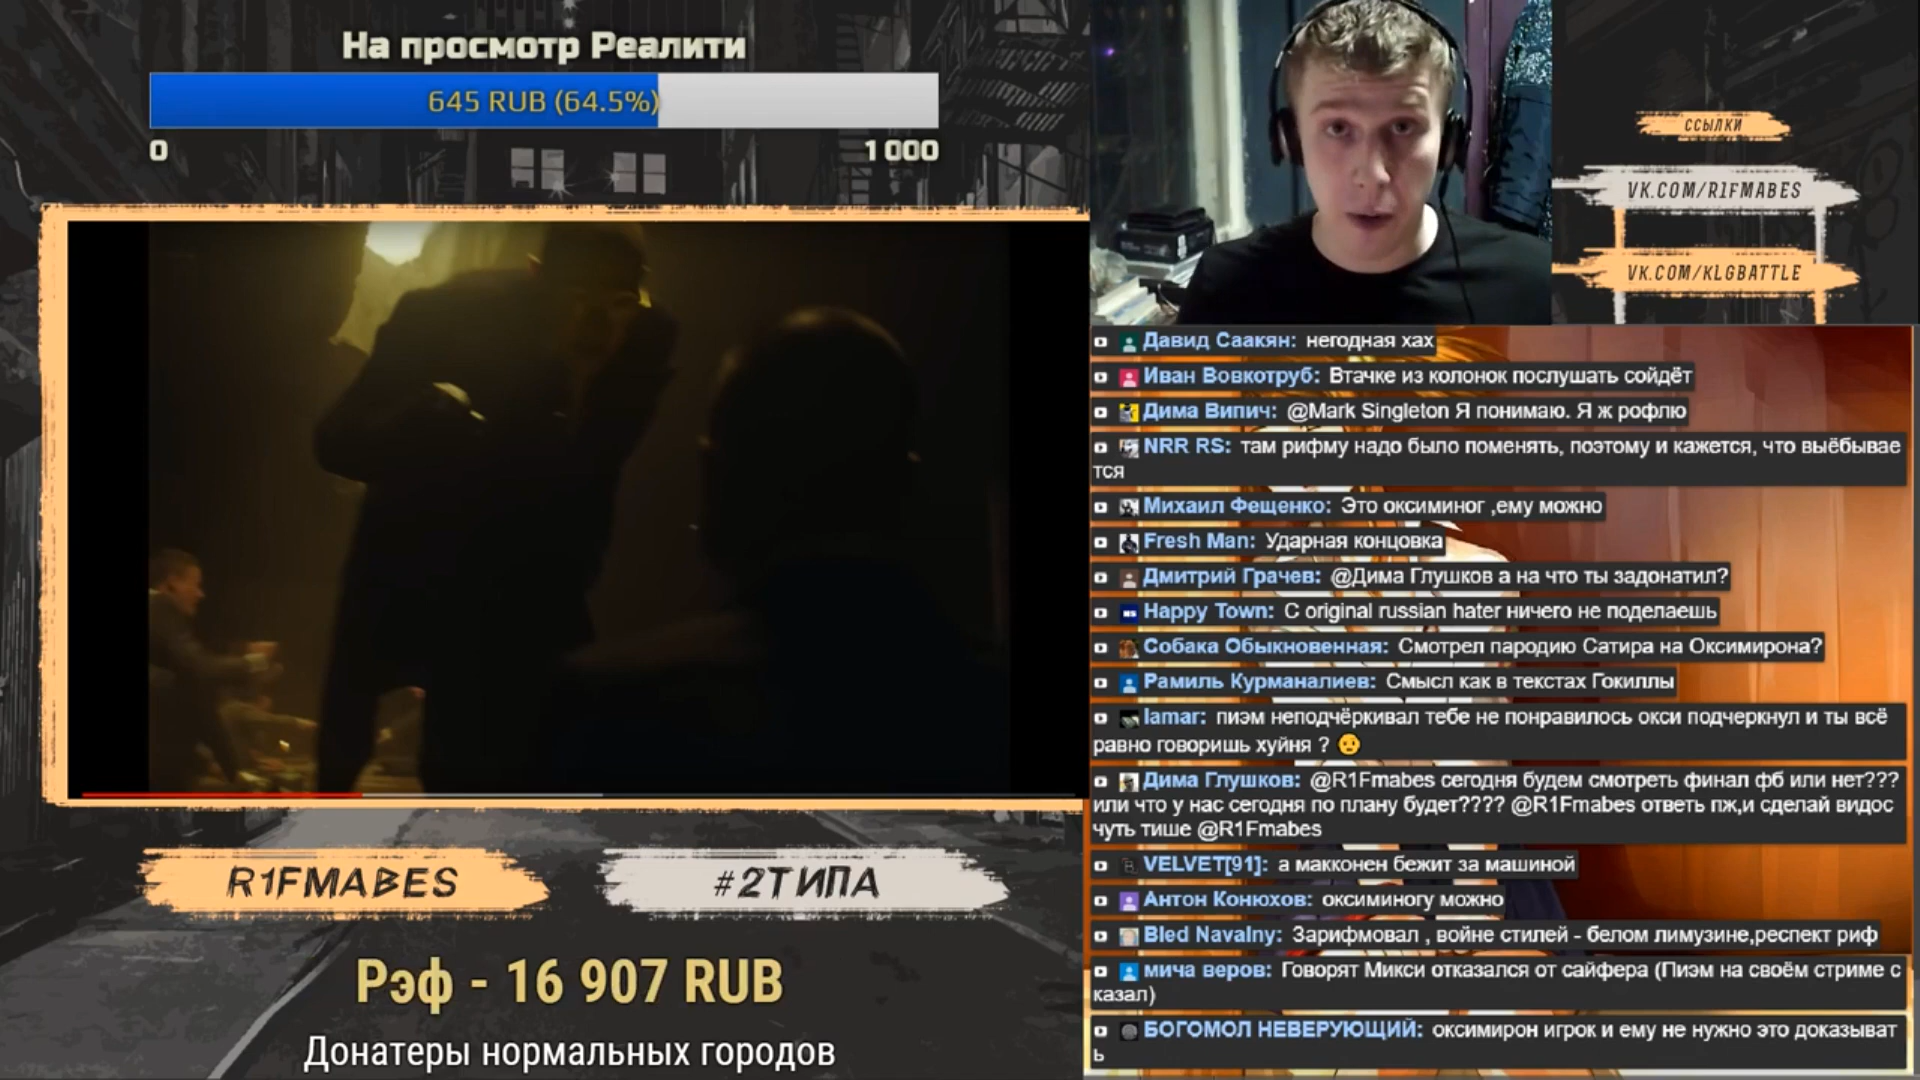 На просмотр Реалити
645 RUB (64.5%)
0
1 000
ССЫЛКИ
VK.COM/R1FMABES
VK.COM/KLGBATTLE
Давид Саакян: негодная хах
Иван Вовкотруб: Втачке из колонок послушать сойдёт
Дима Випич: @Mark Singleton Я понимаю. Я ж рофлю
NRR RS: там рифму надо было поменять, поэтому и кажется, что выёбывае
тся
Михаил Фещенко: Это оксиминог ,ему можно
Fresh Man: Ударная концовка
Дмитрий Грачев: @Дима Глушков а на что ты задонатил?
Happy Town: С original russian hater ничего не поделаешь
Собака Обыкновенная: Смотрел пародию Сатира на Оксимирона?
Рамиль Курманалиев: Смысл как в текстах Гокиллы
lamar: пиэм неподчёркивал тебе не понравилось окси подчеркнул и ты всё
равно говоришь хуйня ?
Дима Глушков: @R1Fmabes сегодня будем смотреть финал фб или нет???
или что у нас сегодня по плану будет???? @R1Fmabes ответь пж,и сделай видос
чуть тише @R1Fmabes
VELVET[91]: а макконен бежит за машиной
Антон Конюхов: оксиминогу можно
Bled Navalny: Зарифмовал , войне стилей - белом лимузине,респект риф
мича веров: Говорят Микси отказался от сайфера (Пиэм на своём стриме с
казал)
БОГОМОЛ НЕВЕРУЮЩИЙ: оксимирон игрок и ему не нужно это доказыват
ь
R1FMABES
#2ТИПА
Рэф - 16 907 RUB
Донатеры нормальных городов